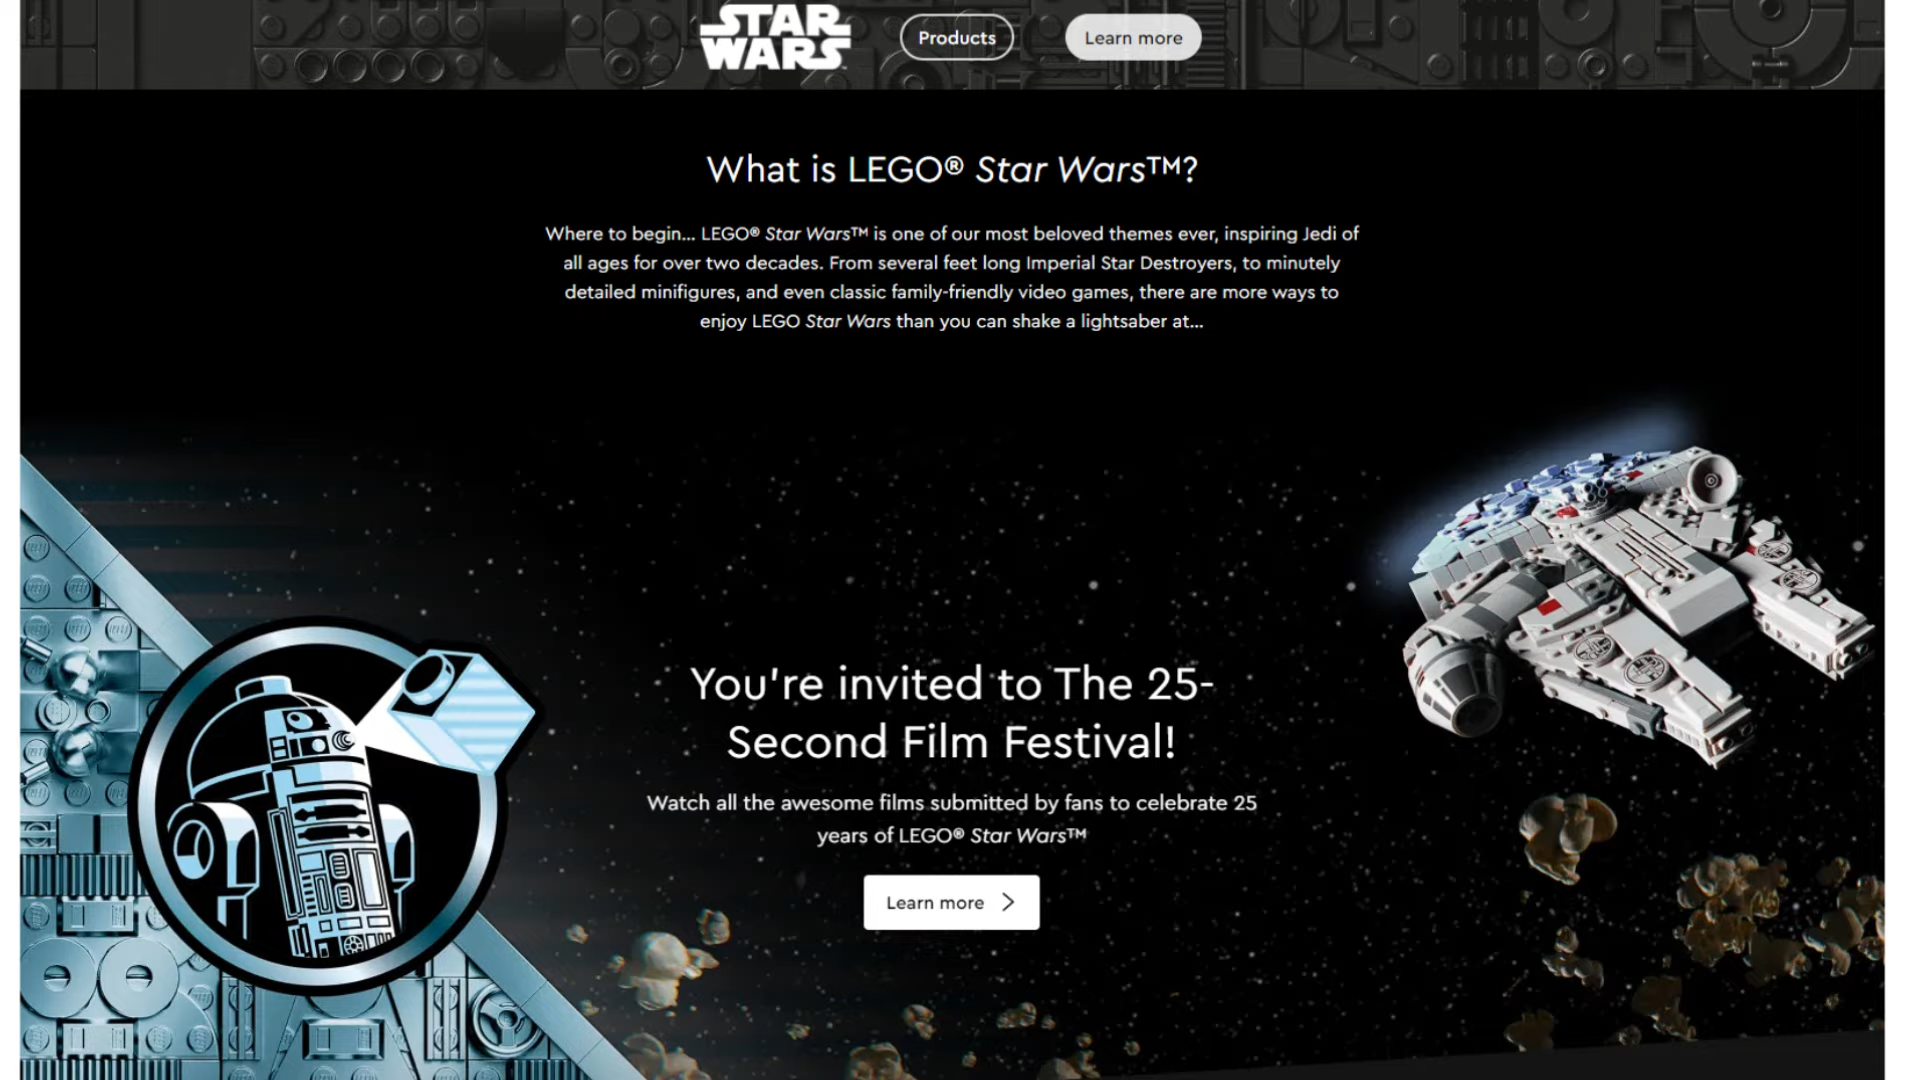 STAR
WARS
Products
Learn more
What is LEGO® Star Wars™?
Where to begin... LEGO® Star Wars™ is one of our most beloved themes ever, inspiring Jedi of
all ages for over two decades. From several feet long Imperial Star Destroyers, to minutely
detailed minifigures, and even classic family-friendly video games, there are more ways to
enjoy LEGO Star Wars than you can shake a lightsaber at...
You're invited to The 25-
Second Film Festival!
Watch all the awesome films submitted by fans to celebrate 25
years of LEGO® Star Wars™
Learn more